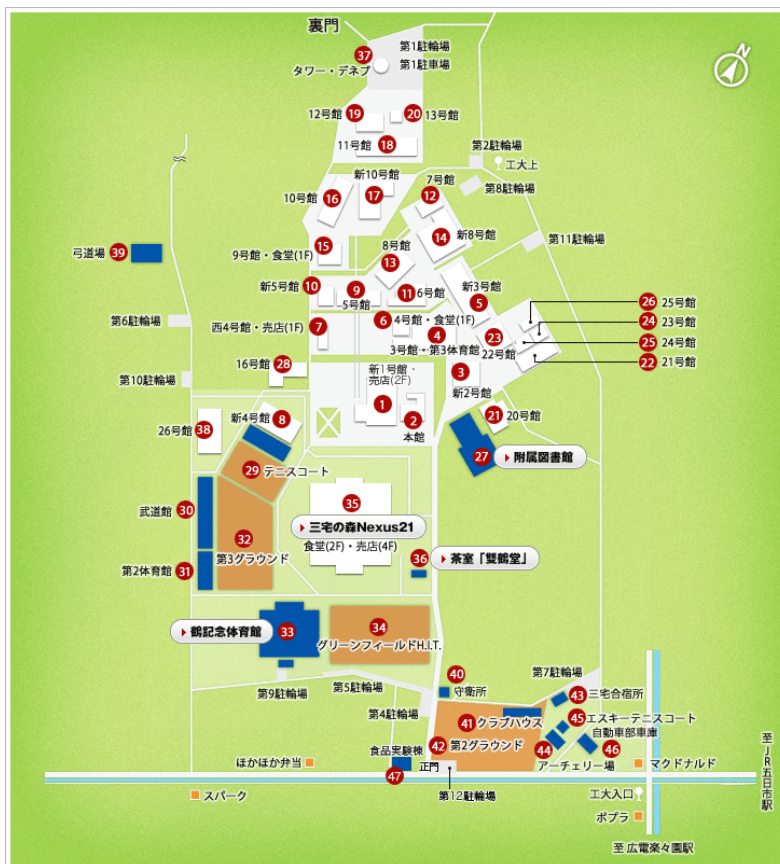 裏門
N
37
第1駐輪場
タワー・デネブ
第1駐車場
12号館
19
20
13号館
11号館
18
第2駐輪場
工大上
新10号館
7号館
10号館
16
17
12
第8駐輪場
弓道場
39
15
8号館
14
新8号館
第11駐輪場
9号館・食堂(1F)
13
新5号館
10
9
5号館
11
6号館
新3号館
5
26
25号館
第6駐輪場
西4号館・売店(1F)
7
6
4号館・食堂(1F)
4
3号館・第3体育館
23
22号館
24
23号館
25
24号館
22
21号館
16号館
28
第10駐輪場
新1号館・
売店(2F)
3
新2号館
1
2
本館
21
20号館
26号館
38
新4号館
8
27
附属図書館
29
テニスコート
武道館
30
35
三宅の森Nexus21
食堂(2F)・売店(4F)
32
第3グラウンド
36
茶室「雙鶴堂」
第2体育館
31
鶴記念体育館
33
34
グリーンフィールドH.I.T.
40
守衛所
第7駐輪場
第5駐輪場
第9駐輪場
第4駐輪場
43
三宅合宿所
41
クラブハウス
45
エスキーテニスコート
自動車部車庫
42
第2グラウンド
44
46
アーチェリー場
食品実験棟
47
正門
第12駐輪場
ほかほか弁当
マクドナルド
スパーク
工大入口
ポプラ
至JR五日市駅
至 広電楽々園駅